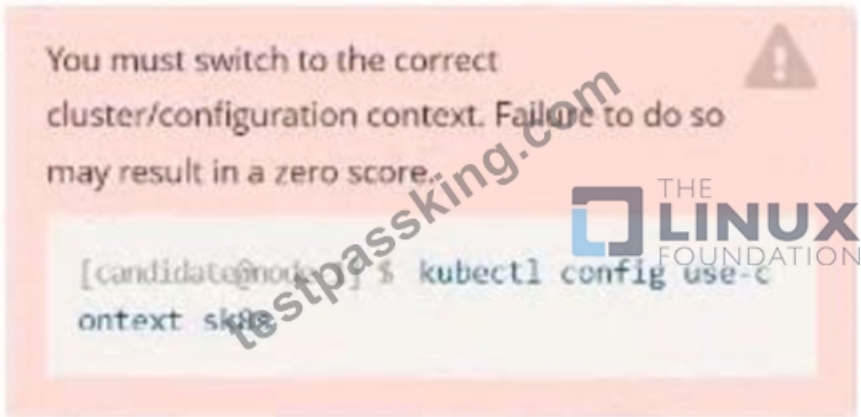 You must switch to the correct
cluster/configuration context. Failure to do so
may result in a zero score.
THE
LINUX
FOUNDATION
[candidate@node-1] $ kubectl config use-c
ontext sk8s
testpassking.com